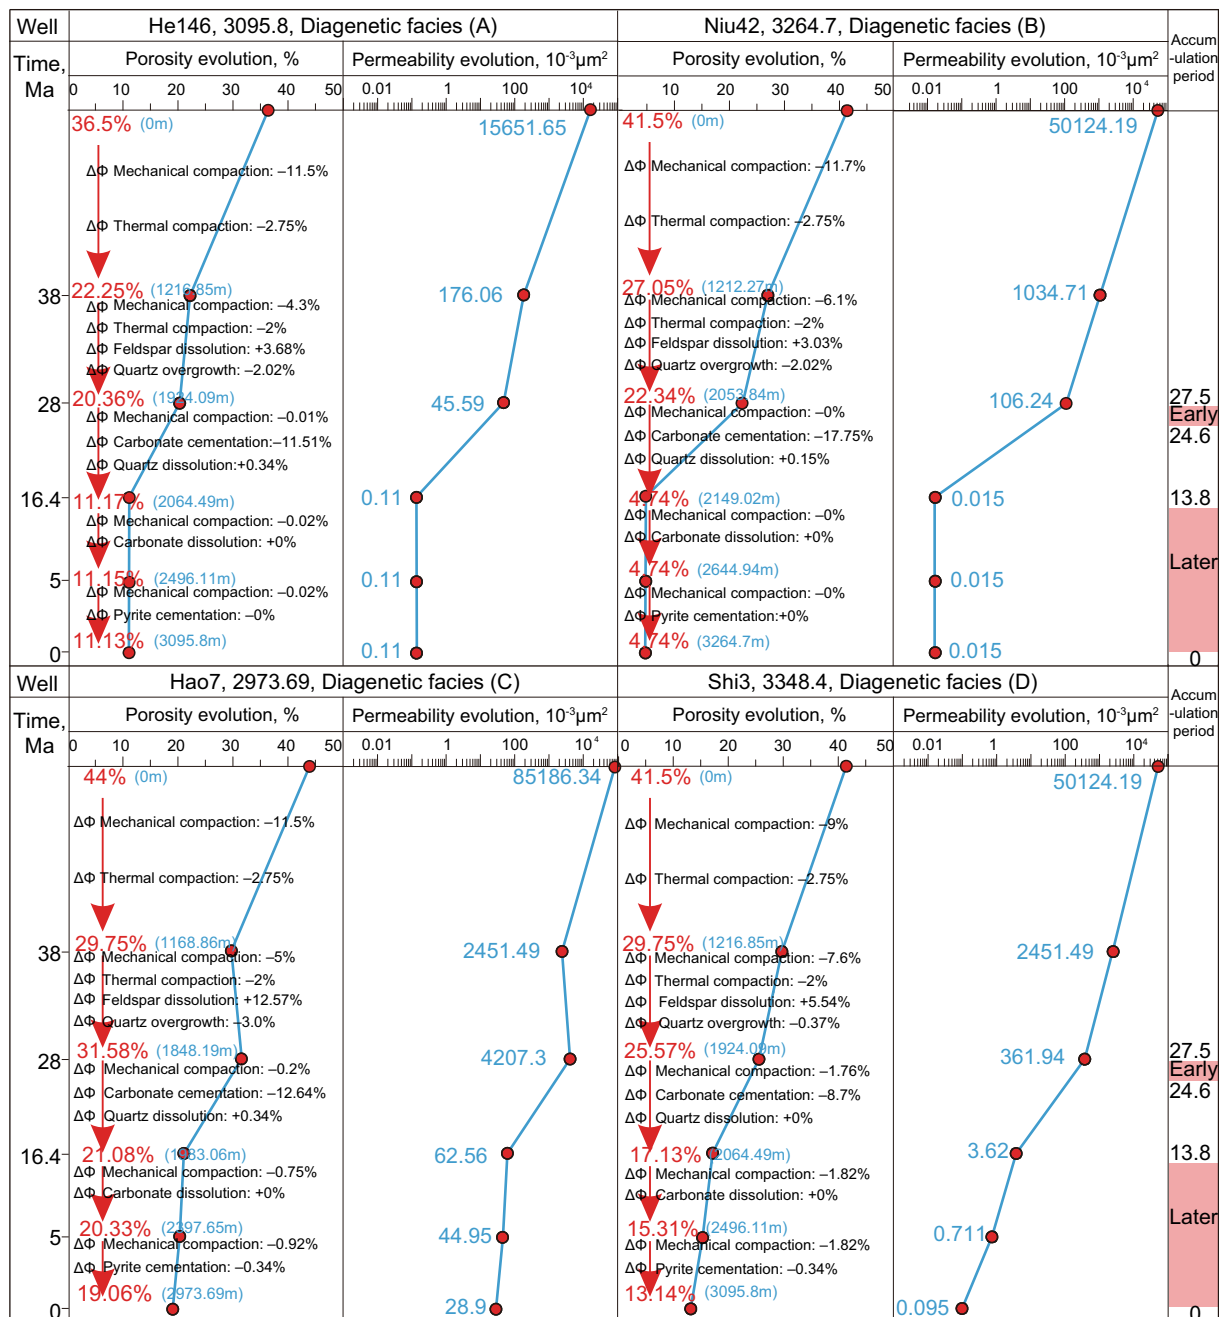 Well
He146, 3095.8, Diagenetic facies (A)
Niu42, 3264.7, Diagenetic facies (B)
Accum
-ulation
period
Time,
Ma
Porosity evolution, %
Permeability evolution, 10⁻³μm²
Porosity evolution, %
Permeability evolution, 10⁻³μm²
0 10 20 30 40 50
0.01 1 100 10⁴
10 20 30 40 50
0.01 1 100 10⁴
36.5% (0m)
15651.65
41.5% (0m)
50124.19
ΔΦ Mechanical compaction: –11.5%
ΔΦ Mechanical compaction: –11.7%
ΔΦ Thermal compaction: –2.75%
ΔΦ Thermal compaction: –2.75%
38
22.25% (1216.85m)
176.06
27.05% (1212.27m)
1034.71
ΔΦ Mechanical compaction: –4.3%
ΔΦ Mechanical compaction: –6.1%
ΔΦ Thermal compaction: –2%
ΔΦ Thermal compaction: –2%
ΔΦ Feldspar dissolution: +3.68%
ΔΦ Feldspar dissolution: +3.03%
ΔΦ Quartz overgrowth: –2.02%
ΔΦ Quartz overgrowth: –2.02%
28
20.36% (1924.09m)
45.59
22.34% (2053.84m)
106.24
27.5
Early
24.6
ΔΦ Mechanical compaction: –0.01%
ΔΦ Mechanical compaction: –0%
ΔΦ Carbonate cementation:–11.51%
ΔΦ Carbonate cementation: –17.75%
ΔΦ Quartz dissolution:+0.34%
ΔΦ Quartz dissolution: +0.15%
16.4
11.17% (2064.49m)
0.11
4.74% (2149.02m)
0.015
13.8
ΔΦ Mechanical compaction: –0.02%
ΔΦ Mechanical compaction: –0%
ΔΦ Carbonate dissolution: +0%
ΔΦ Carbonate dissolution: +0%
Later
5
11.15% (2496.11m)
0.11
4.74% (2644.94m)
0.015
ΔΦ Mechanical compaction: –0.02%
ΔΦ Mechanical compaction: –0%
ΔΦ Pyrite cementation: –0%
ΔΦ Pyrite cementation:+0%
0
11.13% (3095.8m)
0.11
4.74% (3264.7m)
0.015
0
Well
Hao7, 2973.69, Diagenetic facies (C)
Shi3, 3348.4, Diagenetic facies (D)
Accum
-ulation
period
Time,
Ma
Porosity evolution, %
Permeability evolution, 10⁻³μm²
Porosity evolution, %
Permeability evolution, 10⁻³μm²
0 10 20 30 40 50
0.01 1 100 10⁴
0 10 20 30 40 50
0.01 1 100 10⁴
44% (0m)
85186.34
41.5% (0m)
50124.19
ΔΦ Mechanical compaction: –11.5%
ΔΦ Mechanical compaction: –9%
ΔΦ Thermal compaction: –2.75%
ΔΦ Thermal compaction: –2.75%
38
29.75% (1168.86m)
2451.49
29.75% (1216.85m)
2451.49
ΔΦ Mechanical compaction: –5%
ΔΦ Mechanical compaction: –7.6%
ΔΦ Thermal compaction: –2%
ΔΦ Thermal compaction: –2%
ΔΦ Feldspar dissolution: +12.57%
ΔΦ Feldspar dissolution: +5.54%
ΔΦ Quartz overgrowth: –3.0%
ΔΦ Quartz overgrowth: –0.37%
28
31.58% (1848.19m)
4207.3
25.57% (1924.09m)
361.94
27.5
Early
24.6
ΔΦ Mechanical compaction: –0.2%
ΔΦ Mechanical compaction: –1.76%
ΔΦ Carbonate cementation: –12.64%
ΔΦ Carbonate cementation: –8.7%
ΔΦ Quartz dissolution: +0.34%
ΔΦ Quartz dissolution: +0%
16.4
21.08%
62.56
17.13% (2064.49m)
3.62
13.8
ΔΦ Mechanical compaction: –0.75%
ΔΦ Mechanical compaction: –1.82%
ΔΦ Carbonate dissolution: +0%
ΔΦ Carbonate dissolution: +0%
Later
5
20.33% (2397.65m)
44.95
15.31% (2496.11m)
0.711
ΔΦ Mechanical compaction: –0.92%
ΔΦ Mechanical compaction: –1.82%
ΔΦ Pyrite cementation: –0.34%
ΔΦ Pyrite cementation: –0.34%
0
19.06% (2973.69m)
28.9
13.14% (3095.8m)
0.095
0